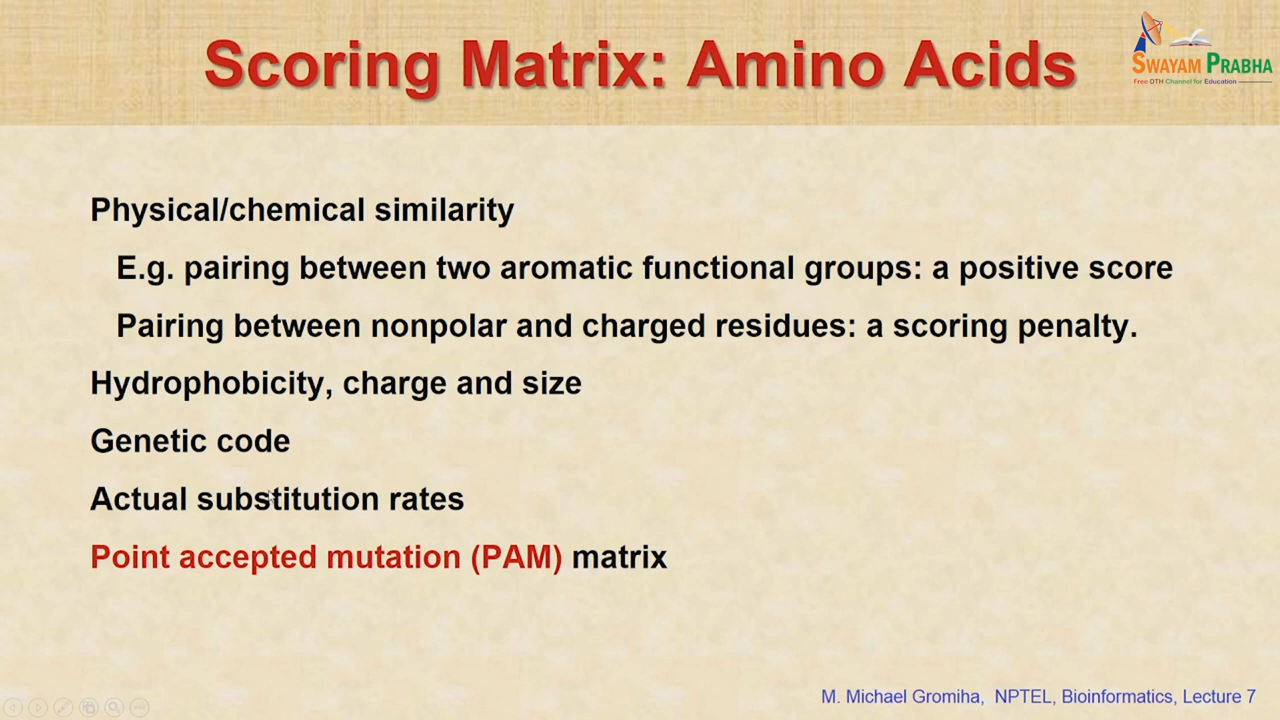 Scoring Matrix: Amino Acids
SWAYAM PRABHA
Free DTH Channel for Education
Physical/chemical similarity
E.g. pairing between two aromatic functional groups: a positive score
Pairing between nonpolar and charged residues: a scoring penalty.
Hydrophobicity, charge and size
Genetic code
Actual substitution rates
Point accepted mutation (PAM) matrix
M. Michael Gromiha, NPTEL, Bioinformatics, Lecture 7